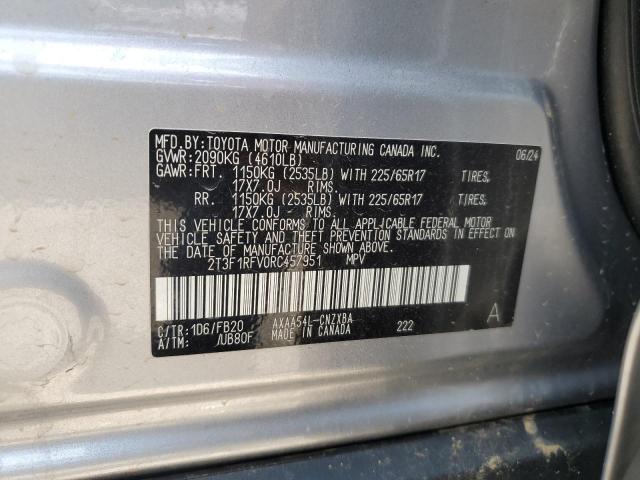 MFD. BY: TOYOTA MOTOR MANUFACTURING CANADA INC. 06/24
GVWR: 2090KG (4610LB)
GAWR: FRT. 1150KG (2535LB) WITH 225/65R17 TIRES,
17X7.0J RIMS.
RR. 1150KG (2535LB) WITH 225/65R17 TIRES,
17X7.0J RIMS.
THIS VEHICLE CONFORMS TO ALL APPLICABLE FEDERAL MOTOR
VEHICLE SAFETY AND THEFT PREVENTION STANDARDS IN EFFECT ON
THE DATE OF MANUFACTURE SHOWN ABOVE.
2T3F1RFV0RC457951 MPV
C/TR: 1D6/FB20 AXAA54L-CNZXBA 222 A
A/TM: /UB80F MADE IN CANADA